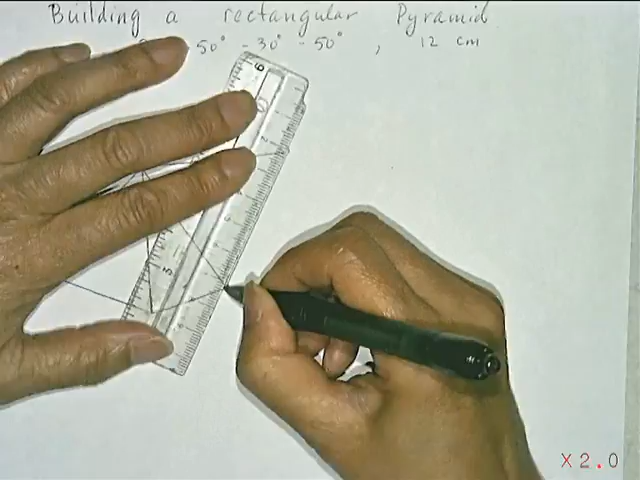 Building a rectangular Pyramid
50° - 30° - 50° , 12 cm
x2.0